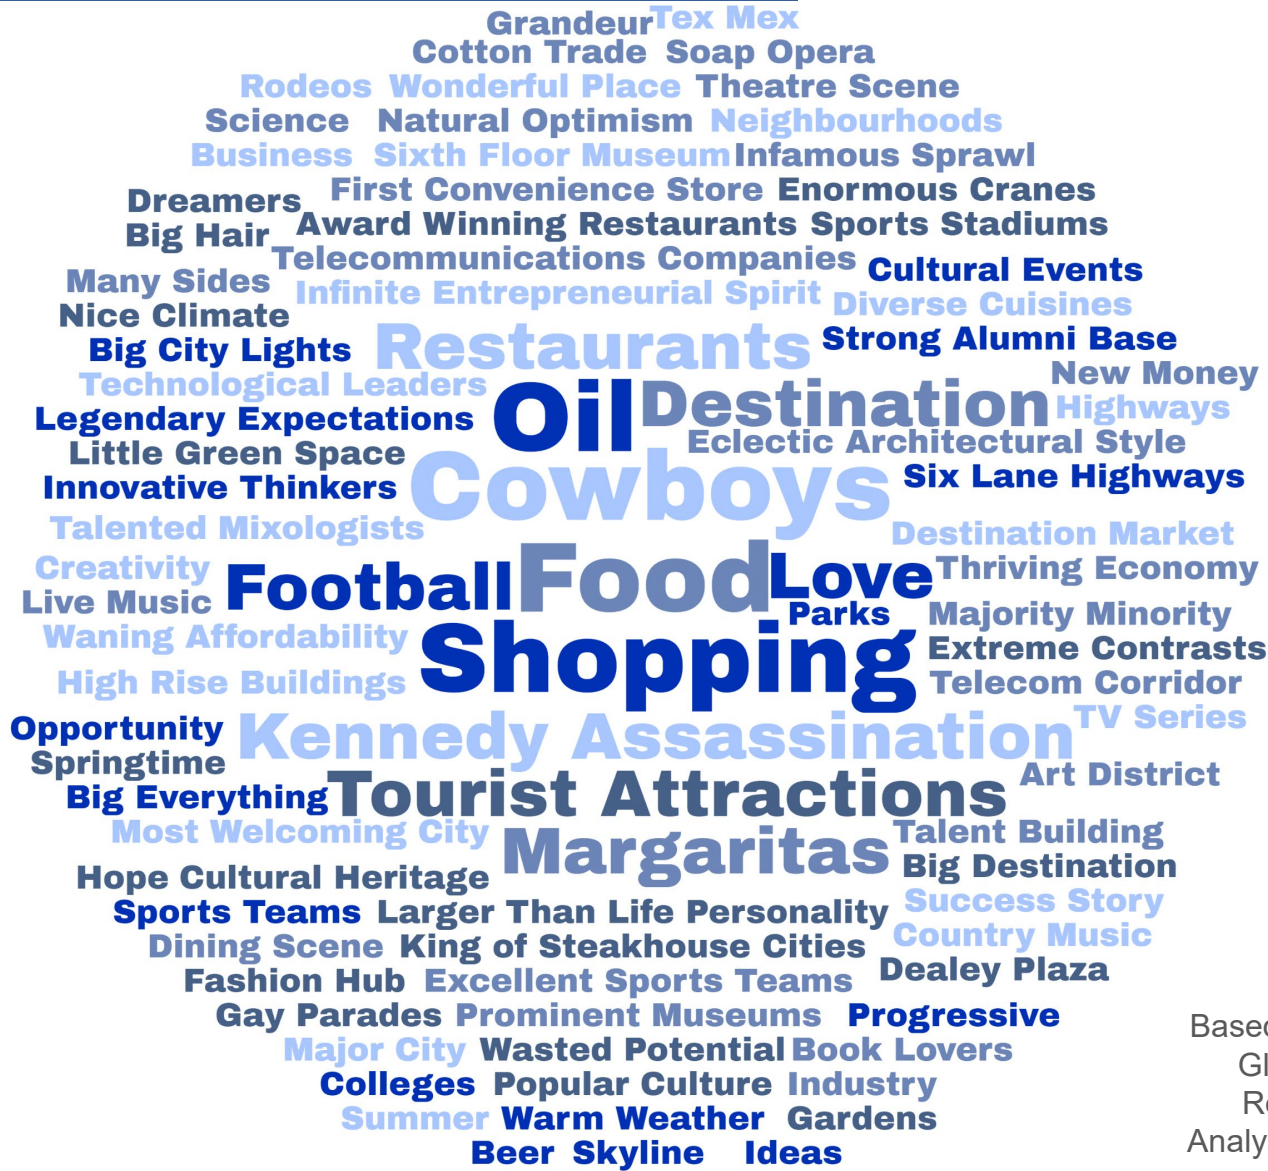 Grandeur Tex Mex
Cotton Trade Soap Opera
Rodeos Wonderful Place Theatre Scene
Science Natural Optimism Neighbourhoods
Business Sixth Floor Museum Infamous Sprawl
Dreamers First Convenience Store Enormous Cranes
Big Hair Award Winning Restaurants Sports Stadiums
Telecommunications Companies Cultural Events
Many Sides Infinite Entrepreneurial Spirit Diverse Cuisines
Nice Climate
Big City Lights Restaurants Strong Alumni Base
Technological Leaders New Money
Legendary Expectations Oil Destination Highways
Little Green Space Eclectic Architectural Style
Innovative Thinkers Cowboys Six Lane Highways
Talented Mixologists Destination Market
Creativity Football Food Love Thriving Economy
Live Music Parks Majority Minority
Waning Affordability Shopping Extreme Contrasts
High Rise Buildings Telecom Corridor
Opportunity Kennedy Assassination TV Series
Springtime
Big Everything Tourist Attractions Art District
Most Welcoming City Margaritas Talent Building
Hope Cultural Heritage Big Destination
Sports Teams Larger Than Life Personality Success Story
Dining Scene King of Steakhouse Cities Country Music
Fashion Hub Excellent Sports Teams Dealey Plaza
Gay Parades Prominent Museums Progressive
Major City Wasted Potential Book Lovers
Colleges Popular Culture Industry
Summer Warm Weather Gardens
Beer Skyline Ideas